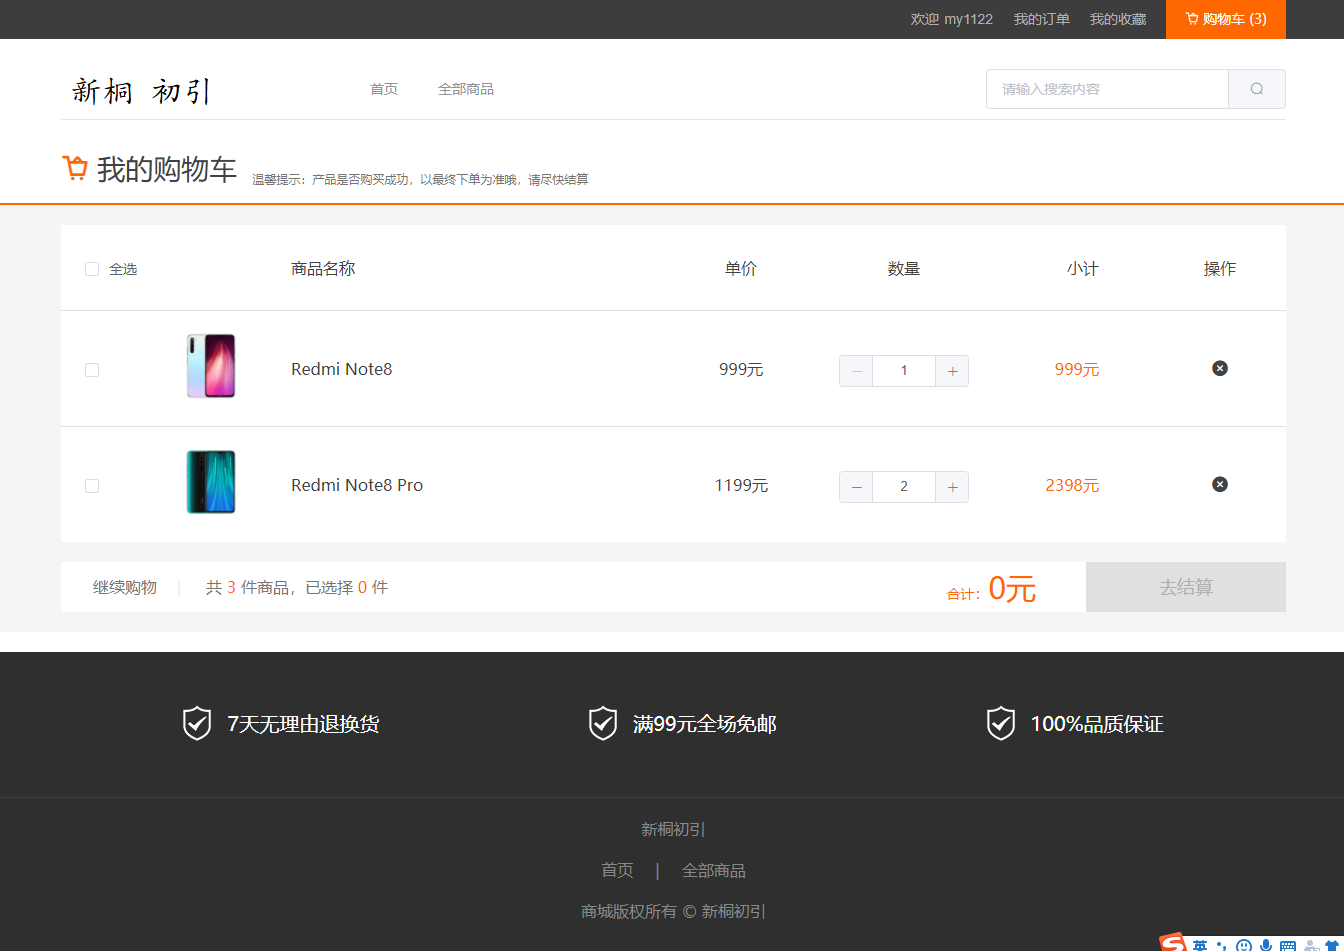 欢迎 my1122 我的订单 我的收藏 购物车 (3)
新桐 初引 首页 全部商品 请输入搜索内容
我的购物车 温馨提示：产品是否购买成功，以最终下单为准哦，请尽快结算
全选 商品名称 单价 数量 小计 操作
Redmi Note8 999元 1 999元
Redmi Note8 Pro 1199元 2 2398元
继续购物 | 共 3 件商品，已选择 0 件 合计：0元 去结算
7天无理由退换货 满99元全场免邮 100%品质保证
新桐初引
首页 | 全部商品
商城版权所有 © 新桐初引
英